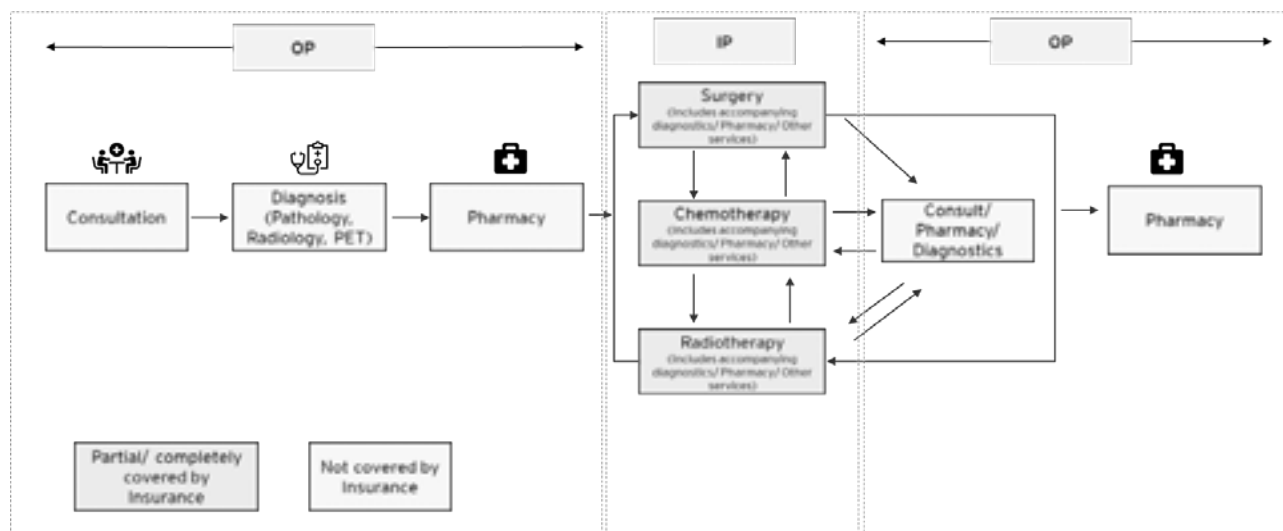 OP
IP
OP
Consultation
Diagnosis
(Pathology,
Radiology, PET)
Pharmacy
Surgery
(Includes accompanying
diagnostics/ Pharmacy/ Other
services)
Chemotherapy
(Includes accompanying
diagnostics/ Pharmacy/ Other
services)
Radiotherapy
(Includes accompanying
diagnostics/ Pharmacy/ Other
services)
Consult/
Pharmacy/
Diagnostics
Pharmacy
Partial/ completely
covered by
Insurance
Not covered by
Insurance